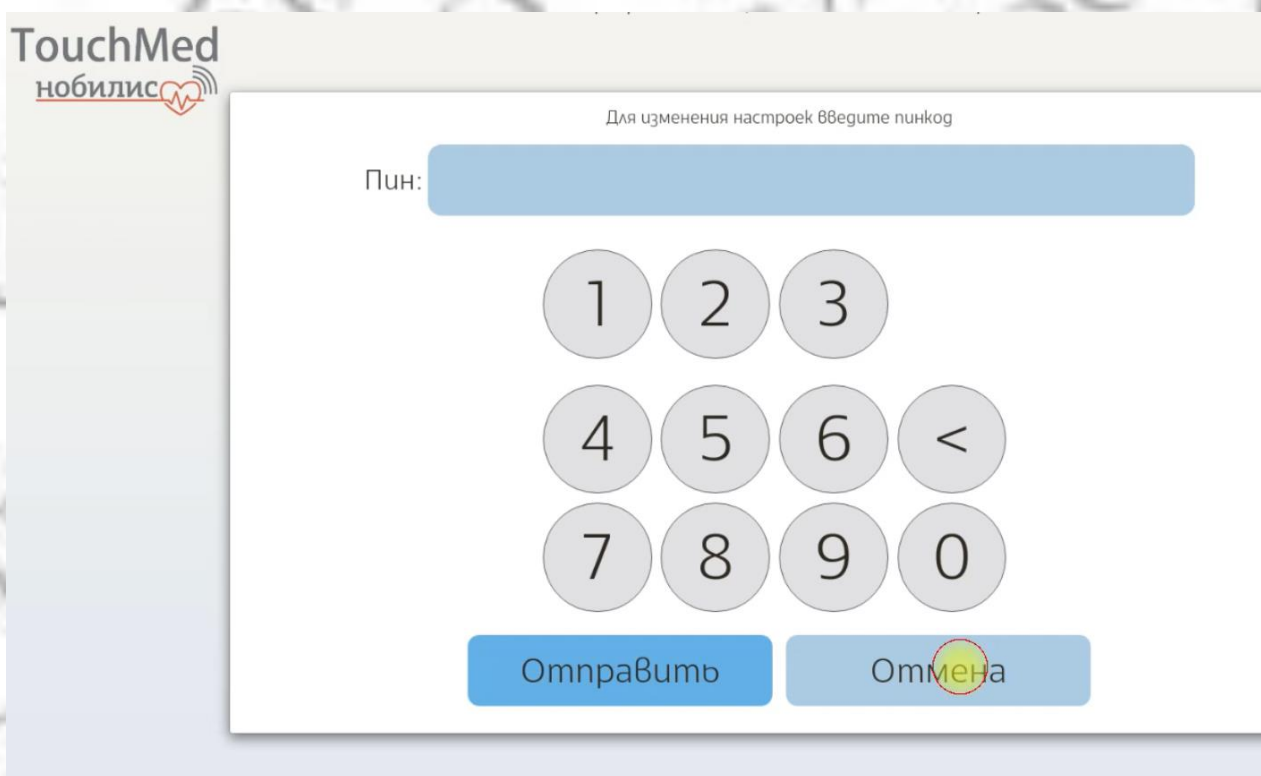 TouchMed
нобилис
Для изменения настроек введите пинкод
Пин:
1 2 3
4 5 6 <
7 8 9 0
Отправить Отмена